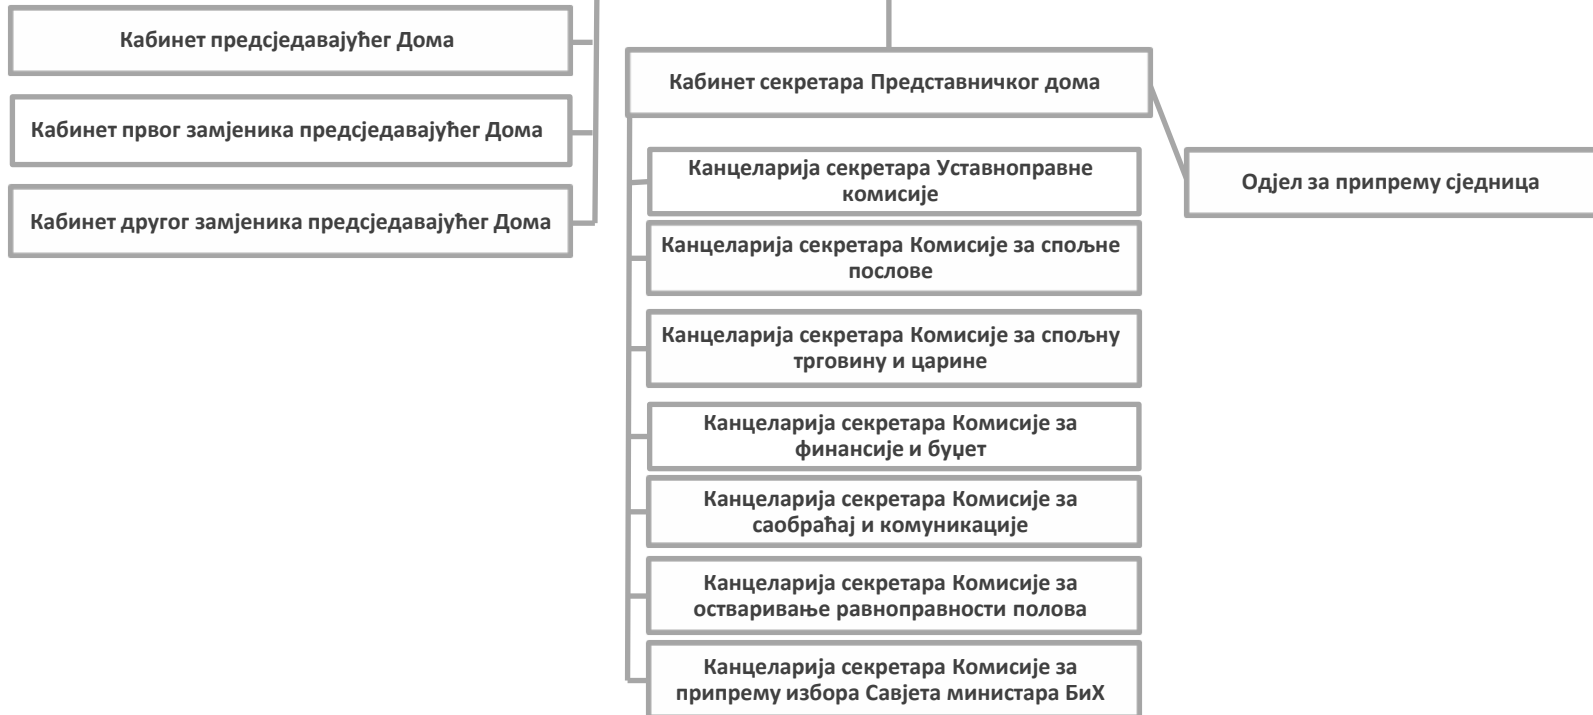 Кабинет предсједавајућег Дома
Кабинет првог замјеника предсједавајућег Дома
Кабинет другог замјеника предсједавајућег Дома
Кабинет секретара Представничког дома
Канцеларија секретара Уставноправне
комисије
Канцеларија секретара Комисије за спољне
послове
Канцеларија секретара Комисије за спољну
трговину и царине
Канцеларија секретара Комисије за
финансије и буџет
Канцеларија секретара Комисије за
саобраћај и комуникације
Канцеларија секретара Комисије за
остваривање равноправности полова
Канцеларија секретара Комисије за
припрему избора Савјета министара БиХ
Одјел за припрему сједница